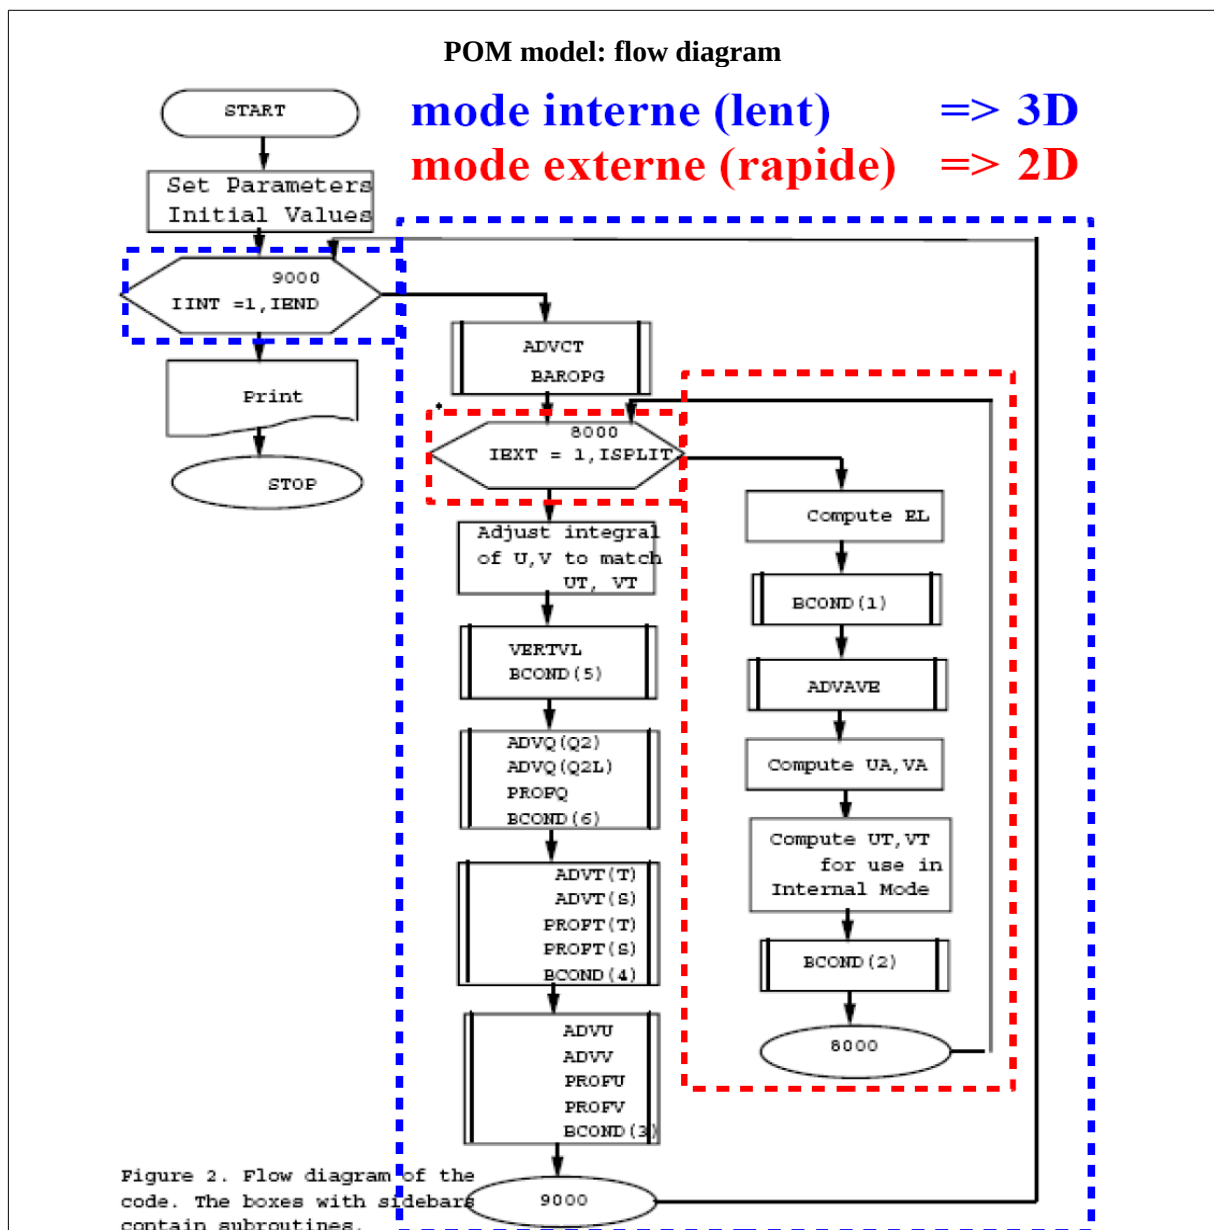 POM model: flow diagram
START
mode interne (lent) => 3D
mode externe (rapide) => 2D
Set Parameters
Initial Values
9000
IINT =1,IEND
Print
STOP
ADVCT
BAROPG
8000
IEXT = 1,ISPLIT
Adjust integral
of U,V to match
UT, VT
VERTVL
BCOND(5)
ADVQ(Q2)
ADVQ(Q2L)
PROFQ
BCOND(6)
ADVT(T)
ADVT(S)
PROFT(T)
PROFT(S)
BCOND(4)
ADVU
ADVV
PROFU
PROFV
BCOND(3)
9000
Compute EL
BCOND(1)
ADVAVE
Compute UA,VA
Compute UT,VT
for use in
Internal Mode
BCOND(2)
8000
Figure 2. Flow diagram of the
code. The boxes with sidebars
contain subroutines.